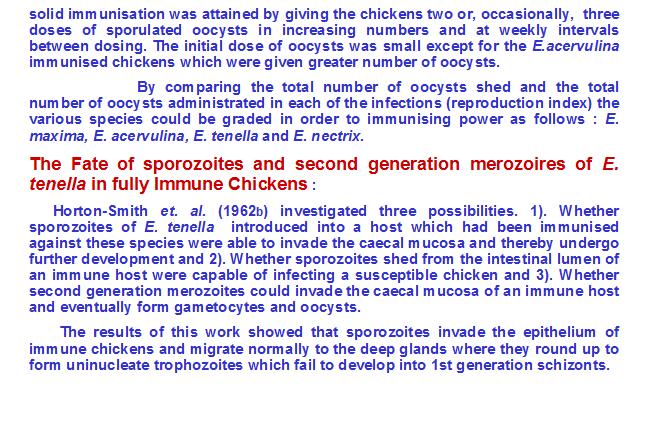 solid immunisation was attained by giving the chickens two or, occasionally, three
doses of sporulated oocysts in increasing numbers and at weekly intervals
between dosing. The initial dose of oocysts was small except for the E.acervulina
immunised chickens which were given greater number of oocysts.
By comparing the total number of oocysts shed and the total
number of oocysts administrated in each of the infections (reproduction index) the
various species could be graded in order to immunising power as follows : E.
maxima, E. acervulina, E. tenella and E. nectrix.
The Fate of sporozoites and second generation merozoires of E.
tenella in fully Immune Chickens :
Horton-Smith et. al. (1962b) investigated three possibilities. 1). Whether
sporozoites of E. tenella introduced into a host which had been immunised
against these species were able to invade the caecal mucosa and thereby undergo
further development and 2). Whether sporozoites shed from the intestinal lumen of
an immune host were capable of infecting a susceptible chicken and 3). Whether
second generation merozoites could invade the caecal mucosa of an immune host
and eventually form gametocytes and oocysts.
The results of this work showed that sporozoites invade the epithelium of
immune chickens and migrate normally to the deep glands where they round up to
form uninucleate trophozoites which fail to develop into 1st generation schizonts.